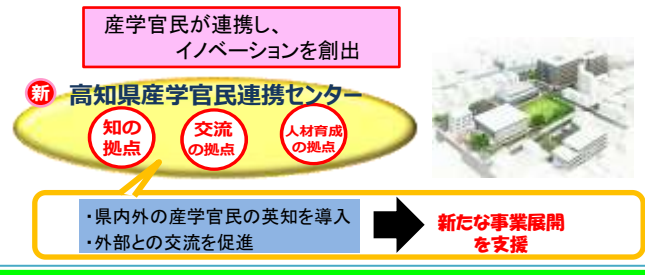 産学官民が連携し、
イノベーションを創出
新 高知県産学官民連携センター
知の
拠点
交流
の拠点
人材育成
の拠点
・県内外の産学官民の英知を導入
・外部との交流を促進
新たな事業展開
を支援